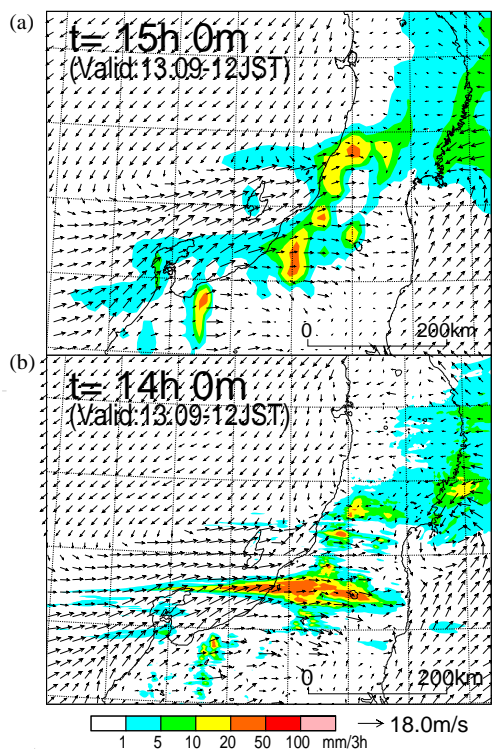 (a)
t= 15h 0m
(Valid:13.09-12JST)
0 200km
(b)
t= 14h 0m
(Valid:13.09-12JST)
0 200km
1 5 10 20 50 100 mm/3h 18.0m/s